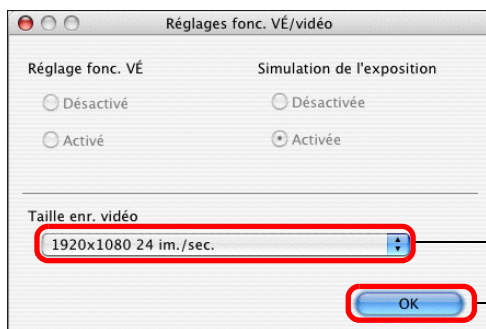 Réglages fonc. VÉ/vidéo
Réglage fonc. VÉ
Simulation de l'exposition
Désactivé
Désactivée
Activé
Activée
Taille enr. vidéo
1920x1080 24 im./sec.
OK